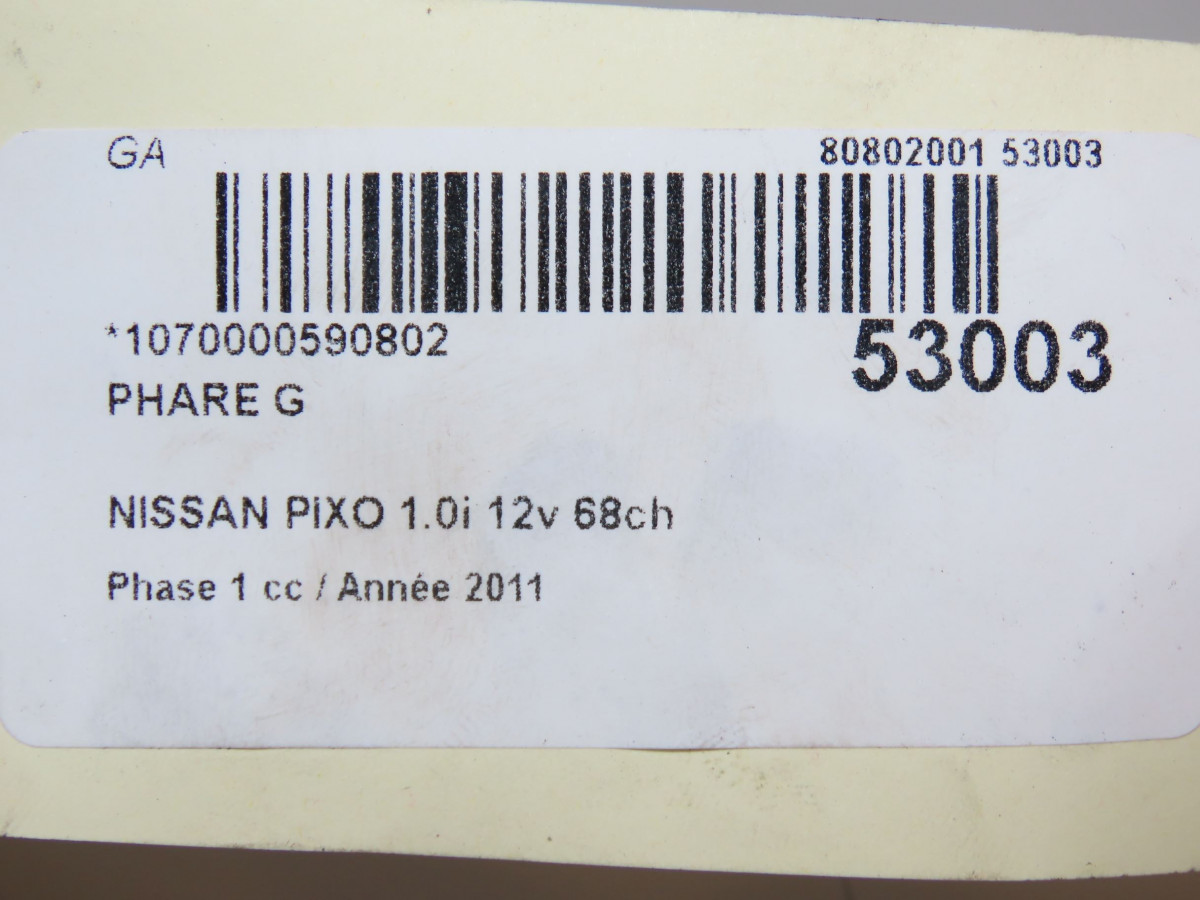 GA 80802001 53003
*1070000590802 53003
PHARE G
NISSAN PiXO 1.0i 12v 68ch
Phase 1 cc / Année 2011